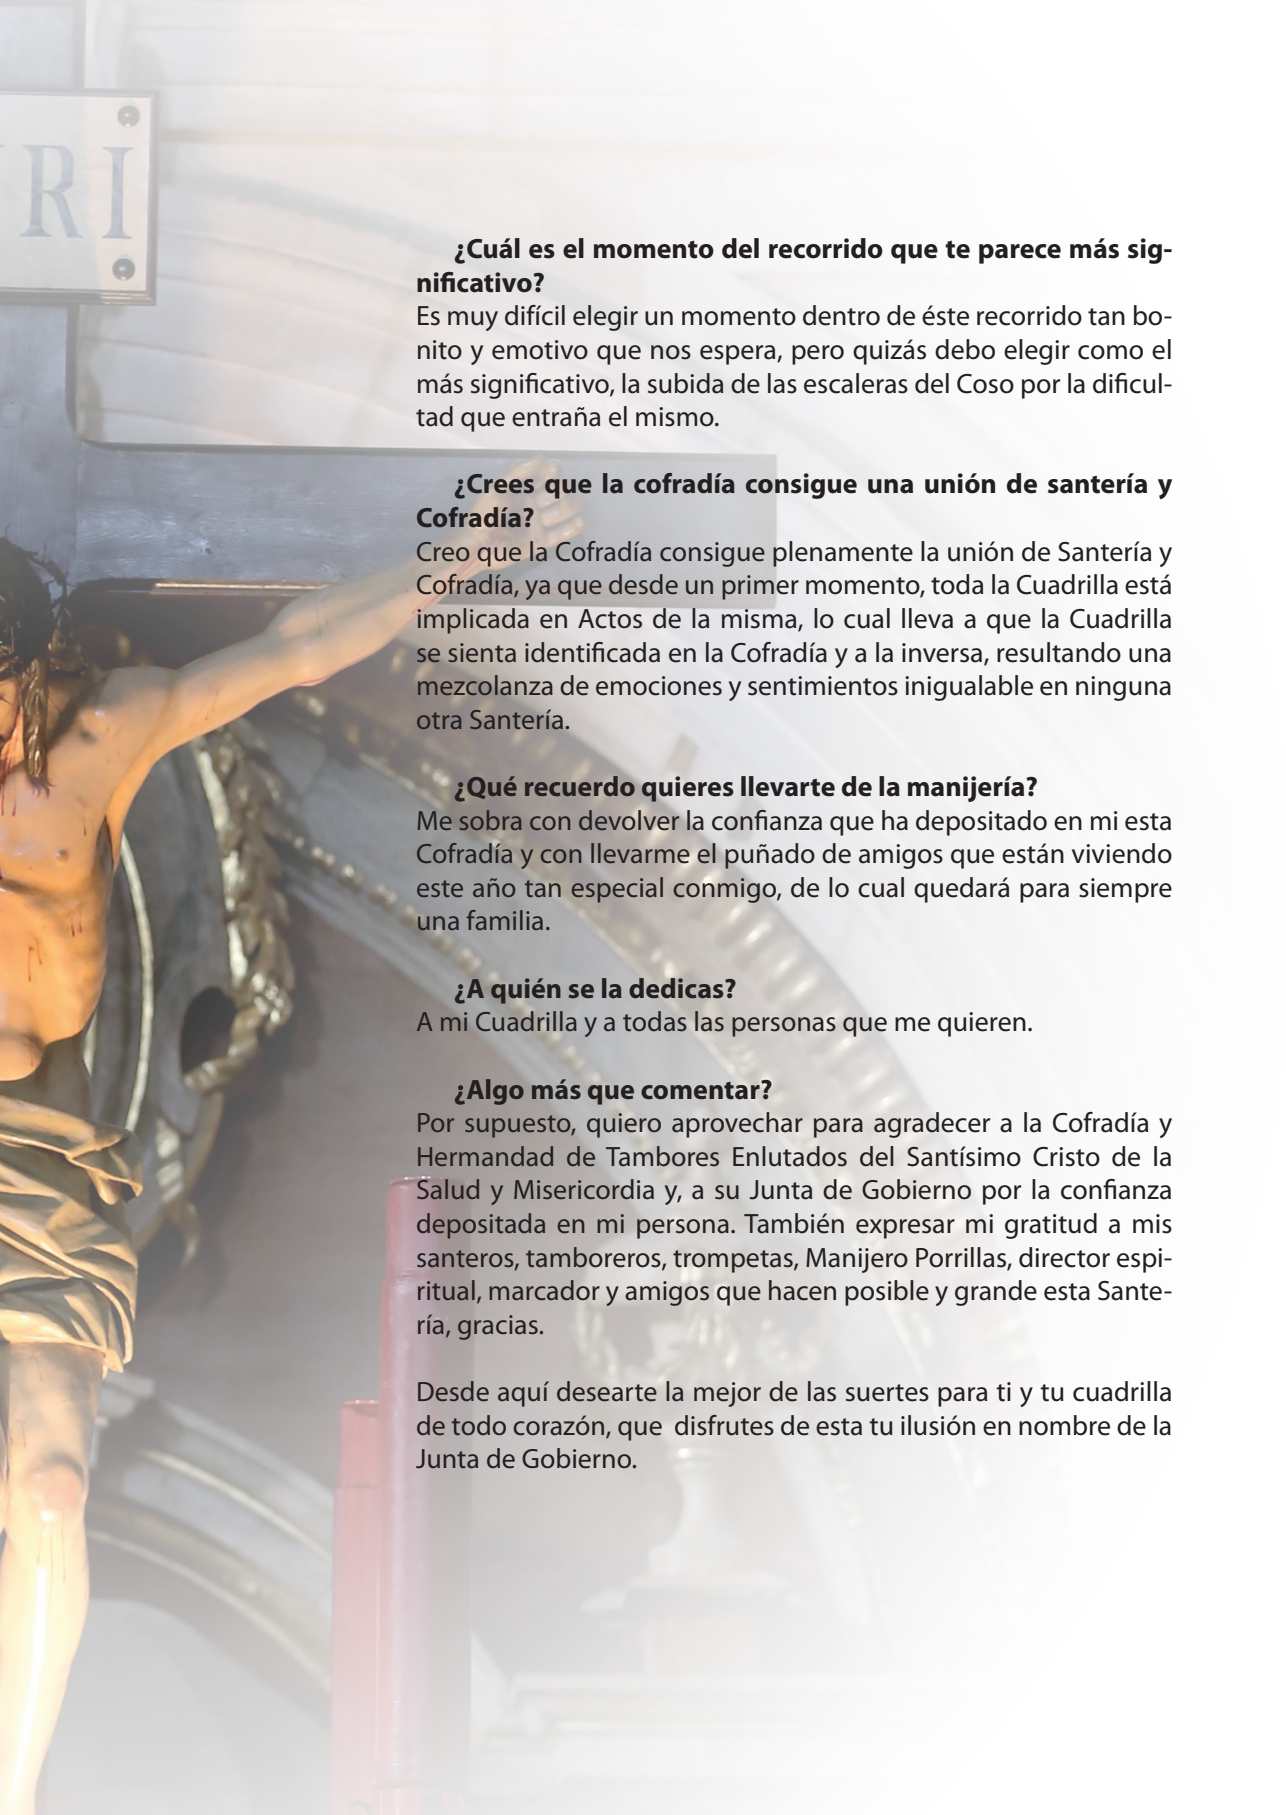 RI
¿Cuál es el momento del recorrido que te parece más sig-
nificativo?
Es muy difícil elegir un momento dentro de éste recorrido tan bo-
nito y emotivo que nos espera, pero quizás debo elegir como el
más significativo, la subida de las escaleras del Coso por la dificul-
tad que entraña el mismo.
¿Crees que la cofradía consigue una unión de santería y
Cofradía?
Creo que la Cofradía consigue plenamente la unión de Santería y
Cofradía, ya que desde un primer momento, toda la Cuadrilla está
implicada en Actos de la misma, lo cual lleva a que la Cuadrilla
se sienta identificada en la Cofradía y a la inversa, resultando una
mezcolanza de emociones y sentimientos inigualable en ninguna
otra Santería.
¿Qué recuerdo quieres llevarte de la manijería?
Me sobra con devolver la confianza que ha depositado en mi esta
Cofradía y con llevarme el puñado de amigos que están viviendo
este año tan especial conmigo, de lo cual quedará para siempre
una familia.
¿A quién se la dedicas?
A mi Cuadrilla y a todas las personas que me quieren.
¿Algo más que comentar?
Por supuesto, quiero aprovechar para agradecer a la Cofradía y
Hermandad de Tambores Enlutados del Santísimo Cristo de la
Salud y Misericordia y, a su Junta de Gobierno por la confianza
depositada en mi persona. También expresar mi gratitud a mis
santeros, tamboreros, trompetas, Manijero Porrillas, director espi-
ritual, marcador y amigos que hacen posible y grande esta Sante-
ría, gracias.
Desde aquí desearte la mejor de las suertes para ti y tu cuadrilla
de todo corazón, que  disfrutes de esta tu ilusión en nombre de la
Junta de Gobierno.